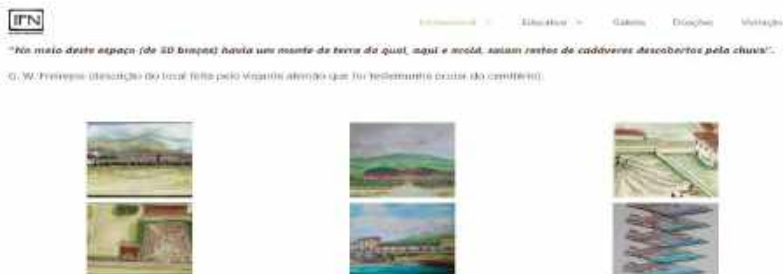 IPN
Institucional Educativo Galeria Doações Visitação
"No meio deste espaço (de 50 braças) havia um monte de terra da qual, aqui e acolá, saíam restos de cadáveres descobertos pela chuva".
G. W. Freireyss (descrição do local feita pelo viajante alemão que foi testemunha ocular do cemitério).